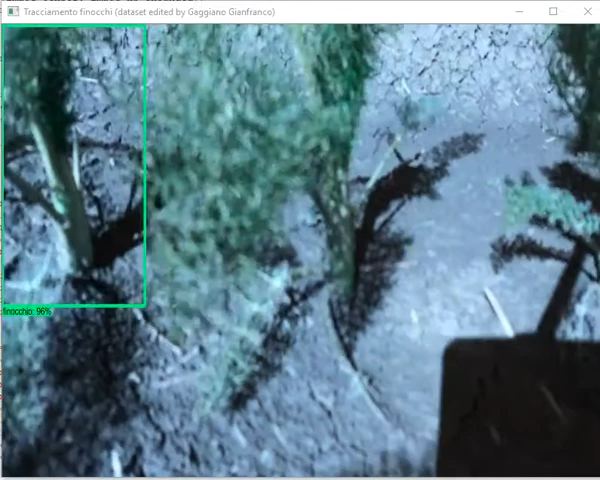 Tracciamento finocchi (dataset edited by Gaggiano Gianfranco)
finocchio: 96%